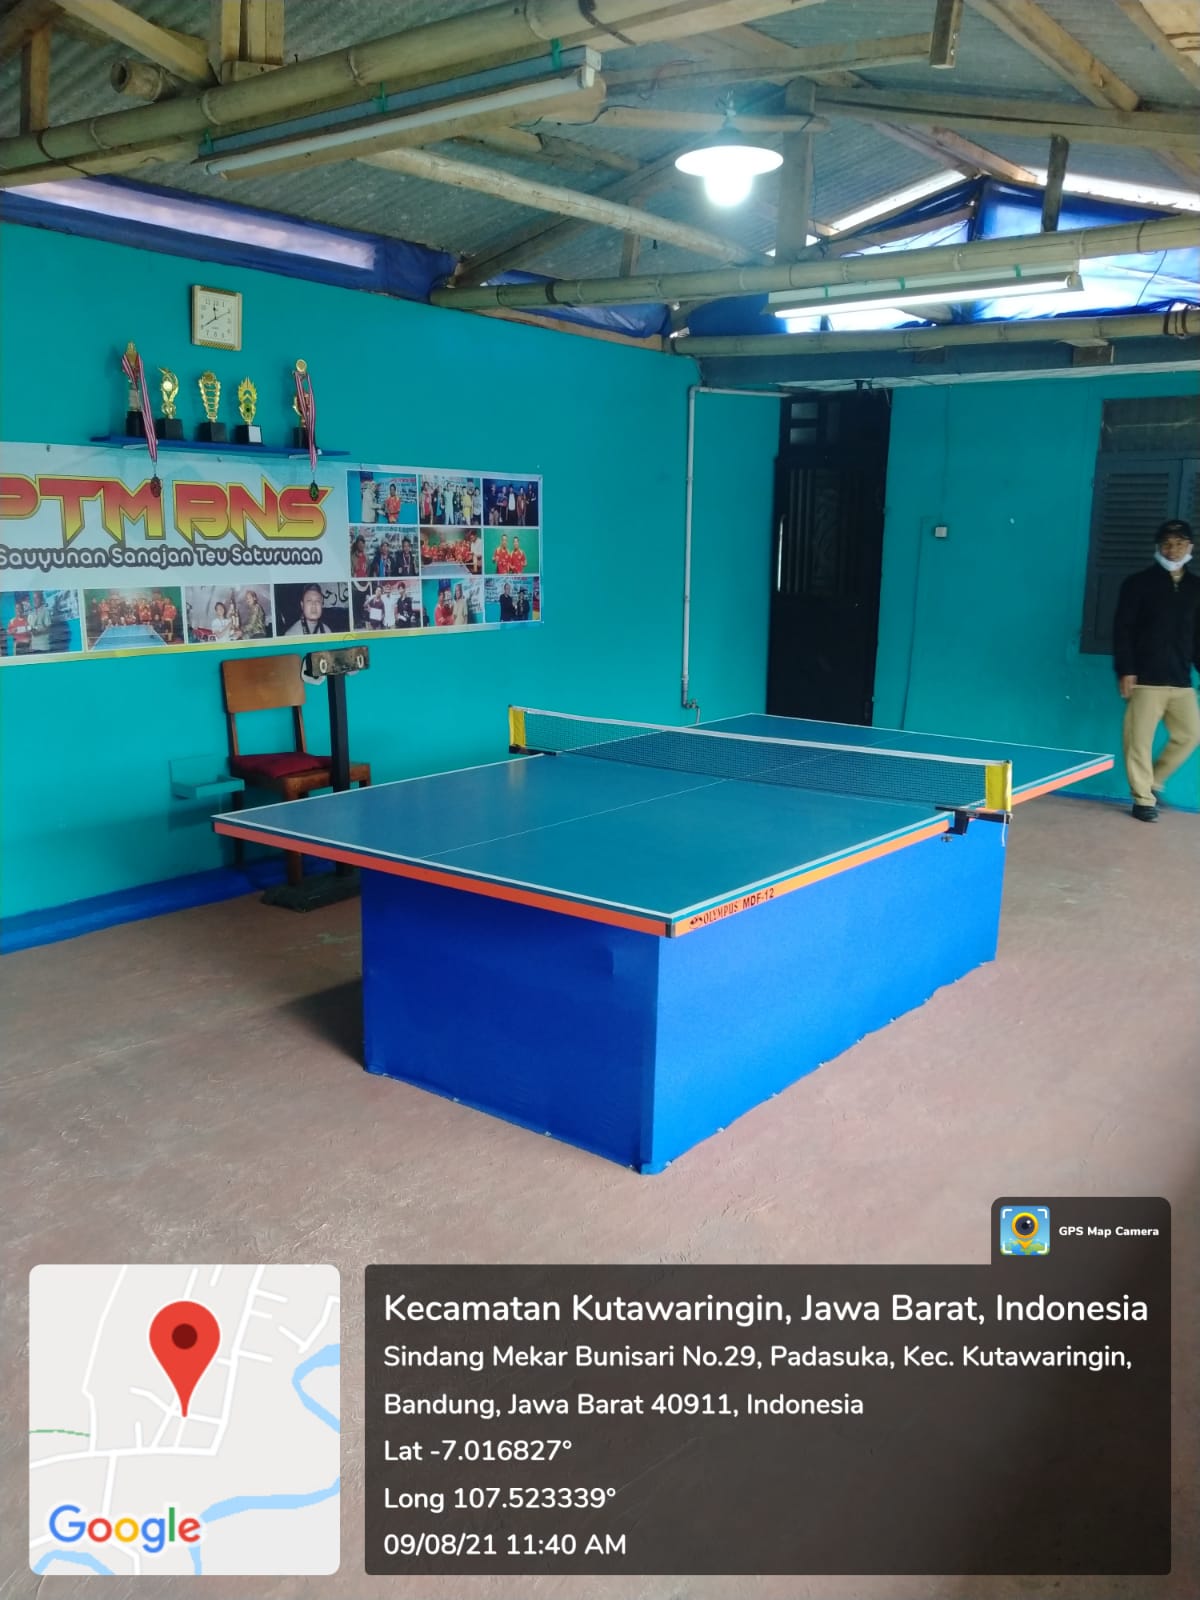 PTM BNS
Sauyunan Sanajan Teu Saturunan
OLYMPUS MDF-12
GPS Map Camera
Kecamatan Kutawaringin, Jawa Barat, Indonesia
Sindang Mekar Bunisari No.29, Padasuka, Kec. Kutawaringin,
Bandung, Jawa Barat 40911, Indonesia
Lat -7.016827°
Long 107.523339°
09/08/21 11:40 AM
Google